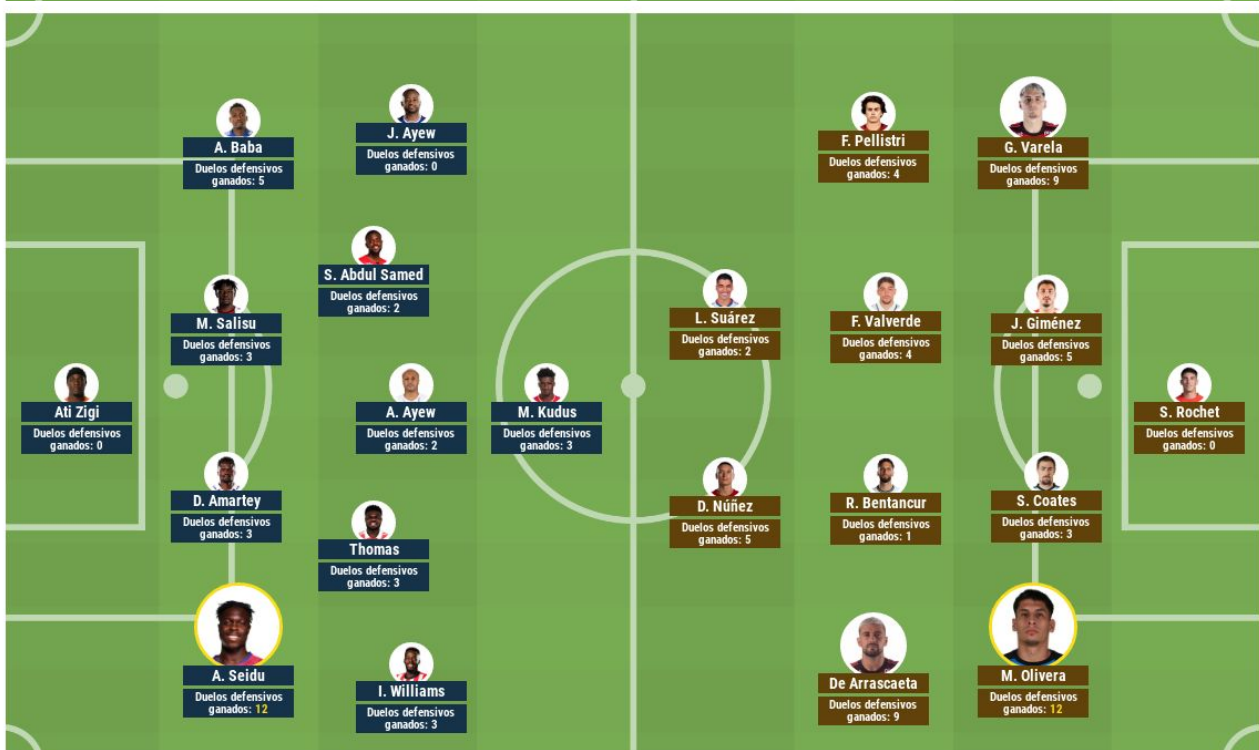 A. Baba
Duelos defensivos
ganados: 5
J. Ayew
Duelos defensivos
ganados: 0
F. Pellistri
Duelos defensivos
ganados: 4
G. Varela
Duelos defensivos
ganados: 9
S. Abdul Samed
Duelos defensivos
ganados: 2
M. Salisu
Duelos defensivos
ganados: 3
L. Suárez
Duelos defensivos
ganados: 2
F. Valverde
Duelos defensivos
ganados: 4
J. Giménez
Duelos defensivos
ganados: 5
Ati Zigi
Duelos defensivos
ganados: 0
A. Ayew
Duelos defensivos
ganados: 2
M. Kudus
Duelos defensivos
ganados: 3
S. Rochet
Duelos defensivos
ganados: 0
D. Amartey
Duelos defensivos
ganados: 3
Thomas
Duelos defensivos
ganados: 3
D. Núñez
Duelos defensivos
ganados: 5
R. Bentancur
Duelos defensivos
ganados: 1
S. Coates
Duelos defensivos
ganados: 3
A. Seidu
Duelos defensivos
ganados: 12
I. Williams
Duelos defensivos
ganados: 3
De Arrascaeta
Duelos defensivos
ganados: 9
M. Olivera
Duelos defensivos
ganados: 12